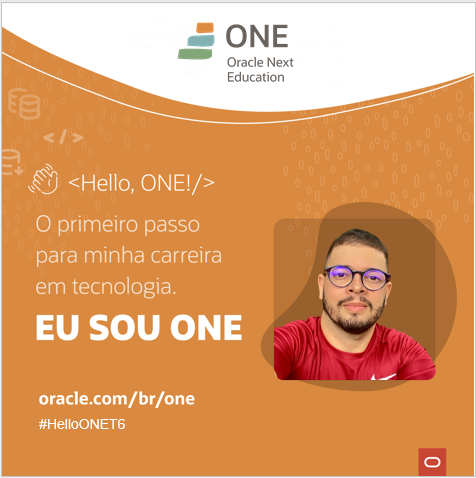 ONE
Oracle Next
Education
</>
<Hello, ONE!/>
O primeiro passo
para minha carreira
em tecnologia.
EU SOU ONE
oracle.com/br/one
#HelloONET6